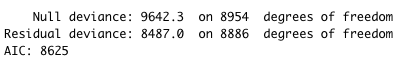 Null deviance: 9642.3 on 8954 degrees of freedom
Residual deviance: 8487.0 on 8886 degrees of freedom
AIC: 8625